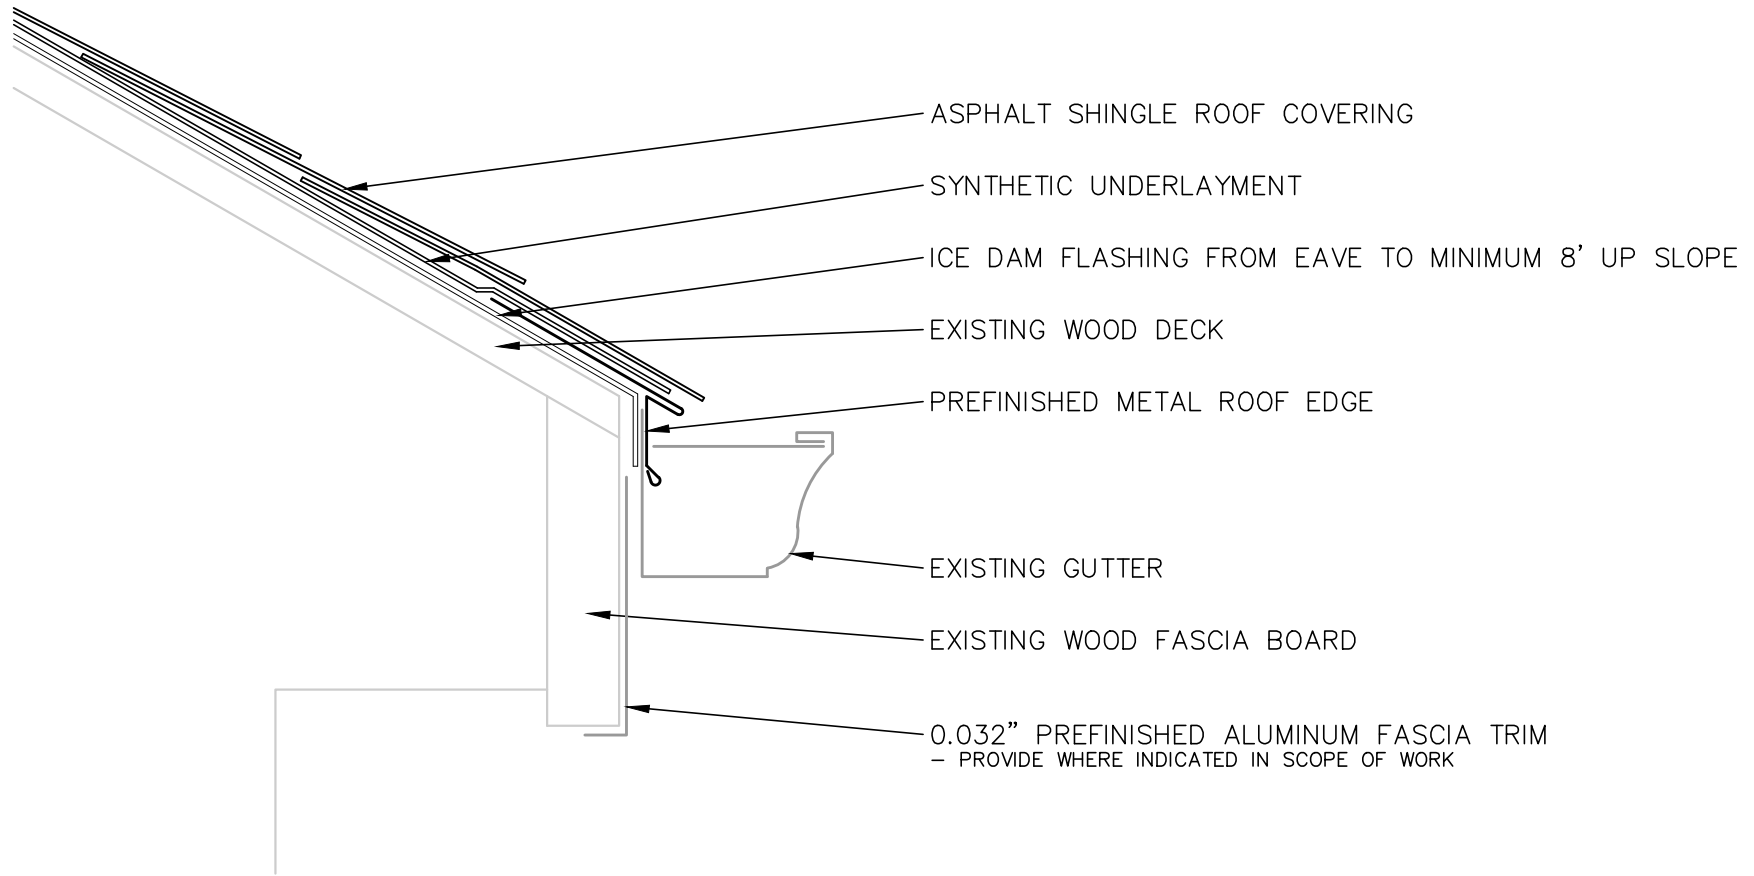 ASPHALT SHINGLE ROOF COVERING
SYNTHETIC UNDERLAYMENT
ICE DAM FLASHING FROM EAVE TO MINIMUM 8' UP SLOPE
EXISTING WOOD DECK
PREFINISHED METAL ROOF EDGE
EXISTING GUTTER
EXISTING WOOD FASCIA BOARD
0.032" PREFINISHED ALUMINUM FASCIA TRIM
- PROVIDE WHERE INDICATED IN SCOPE OF WORK